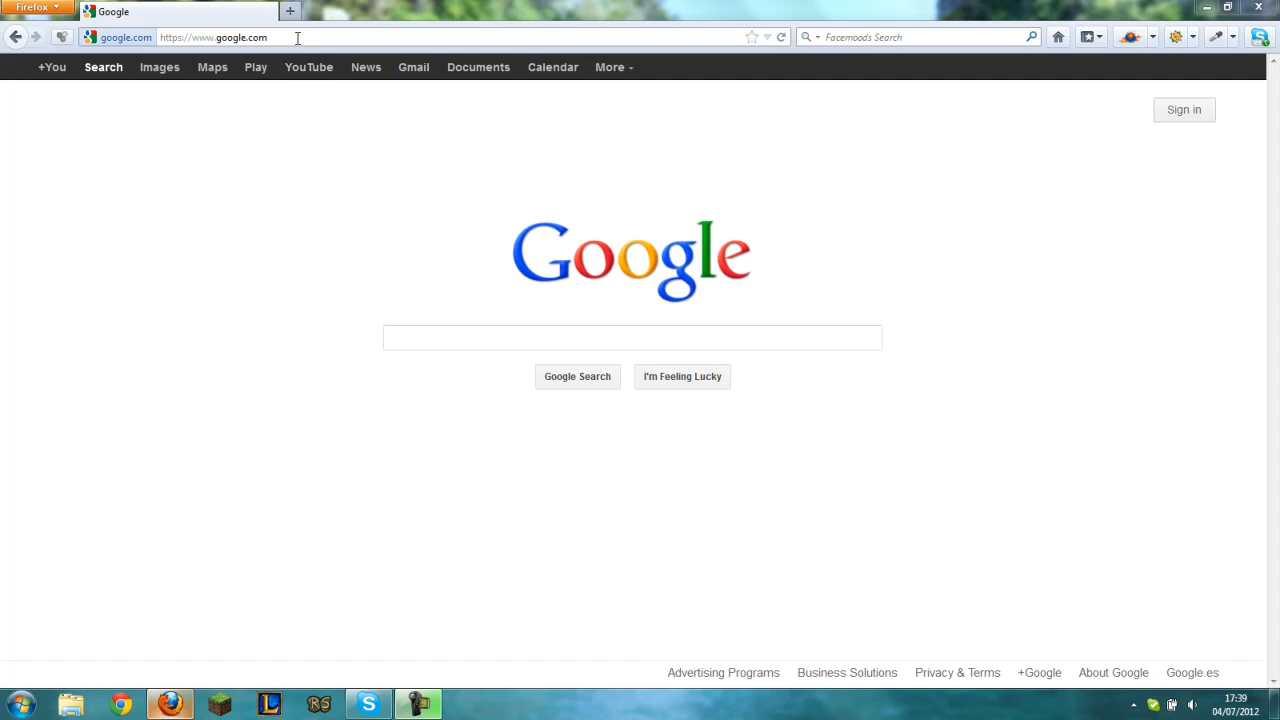 Firefox
Google
google.com https://www.google.com
Facemoods Search
+You Search Images Maps Play YouTube News Gmail Documents Calendar More
Sign in
Google
Google Search I'm Feeling Lucky
Advertising Programs Business Solutions Privacy & Terms +Google About Google Google.es
L RS S
17:39
04/07/2012